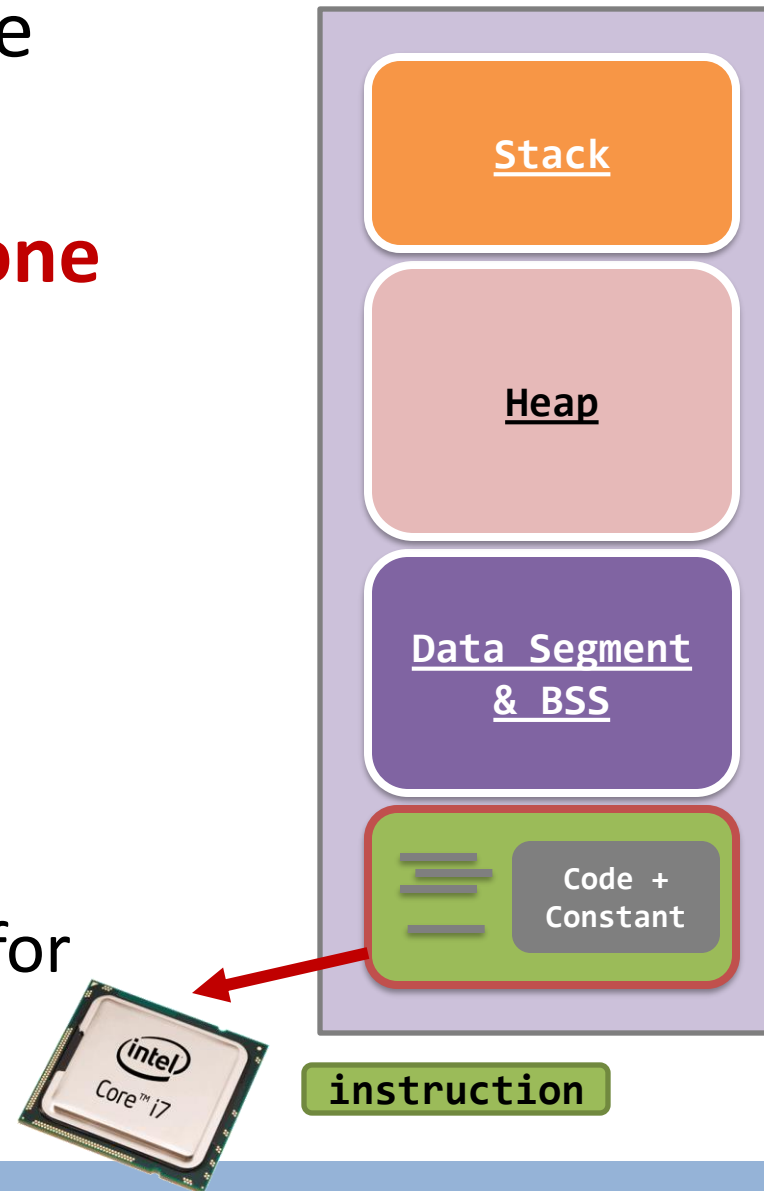 e
one
for
Stack
Heap
Data Segment
& BSS
Code +
Constant
intel
Core™ i7
instruction